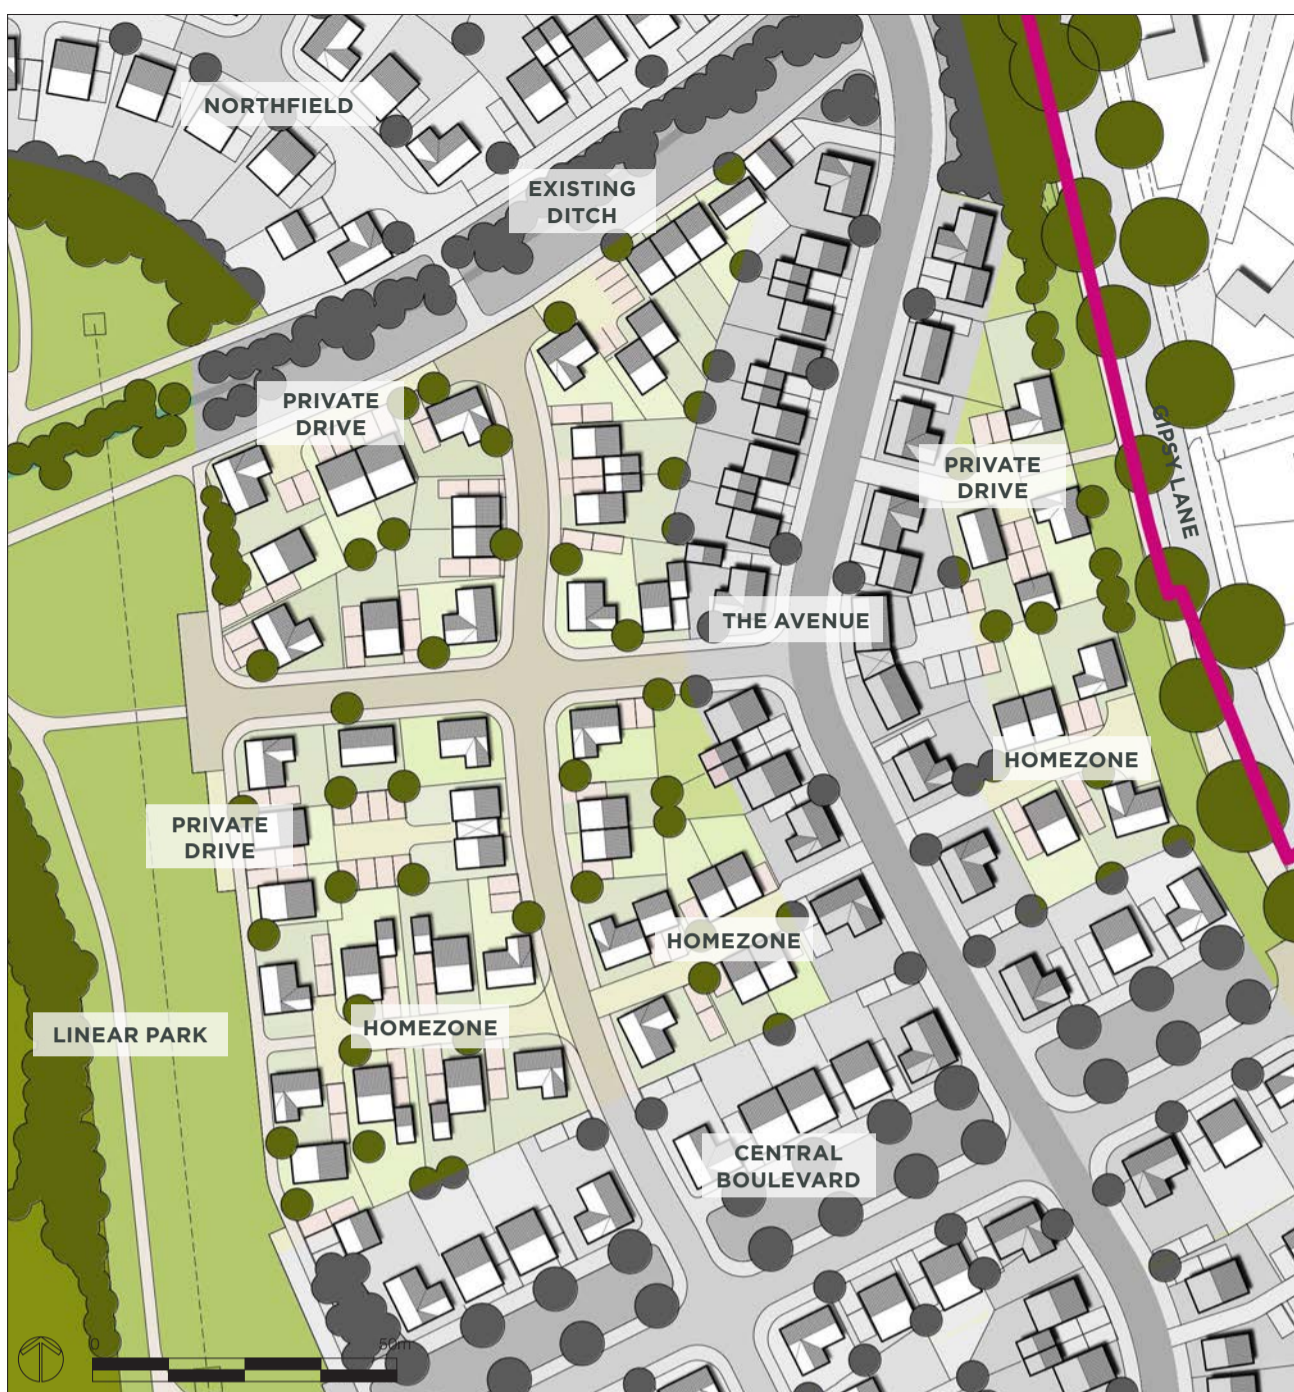 NORTHFIELD
EXISTING
DITCH
PRIVATE
DRIVE
GIPSY LANE
PRIVATE
DRIVE
THE AVENUE
HOMEZONE
PRIVATE
DRIVE
HOMEZONE
HOMEZONE
LINEAR PARK
CENTRAL
BOULEVARD
0
50m